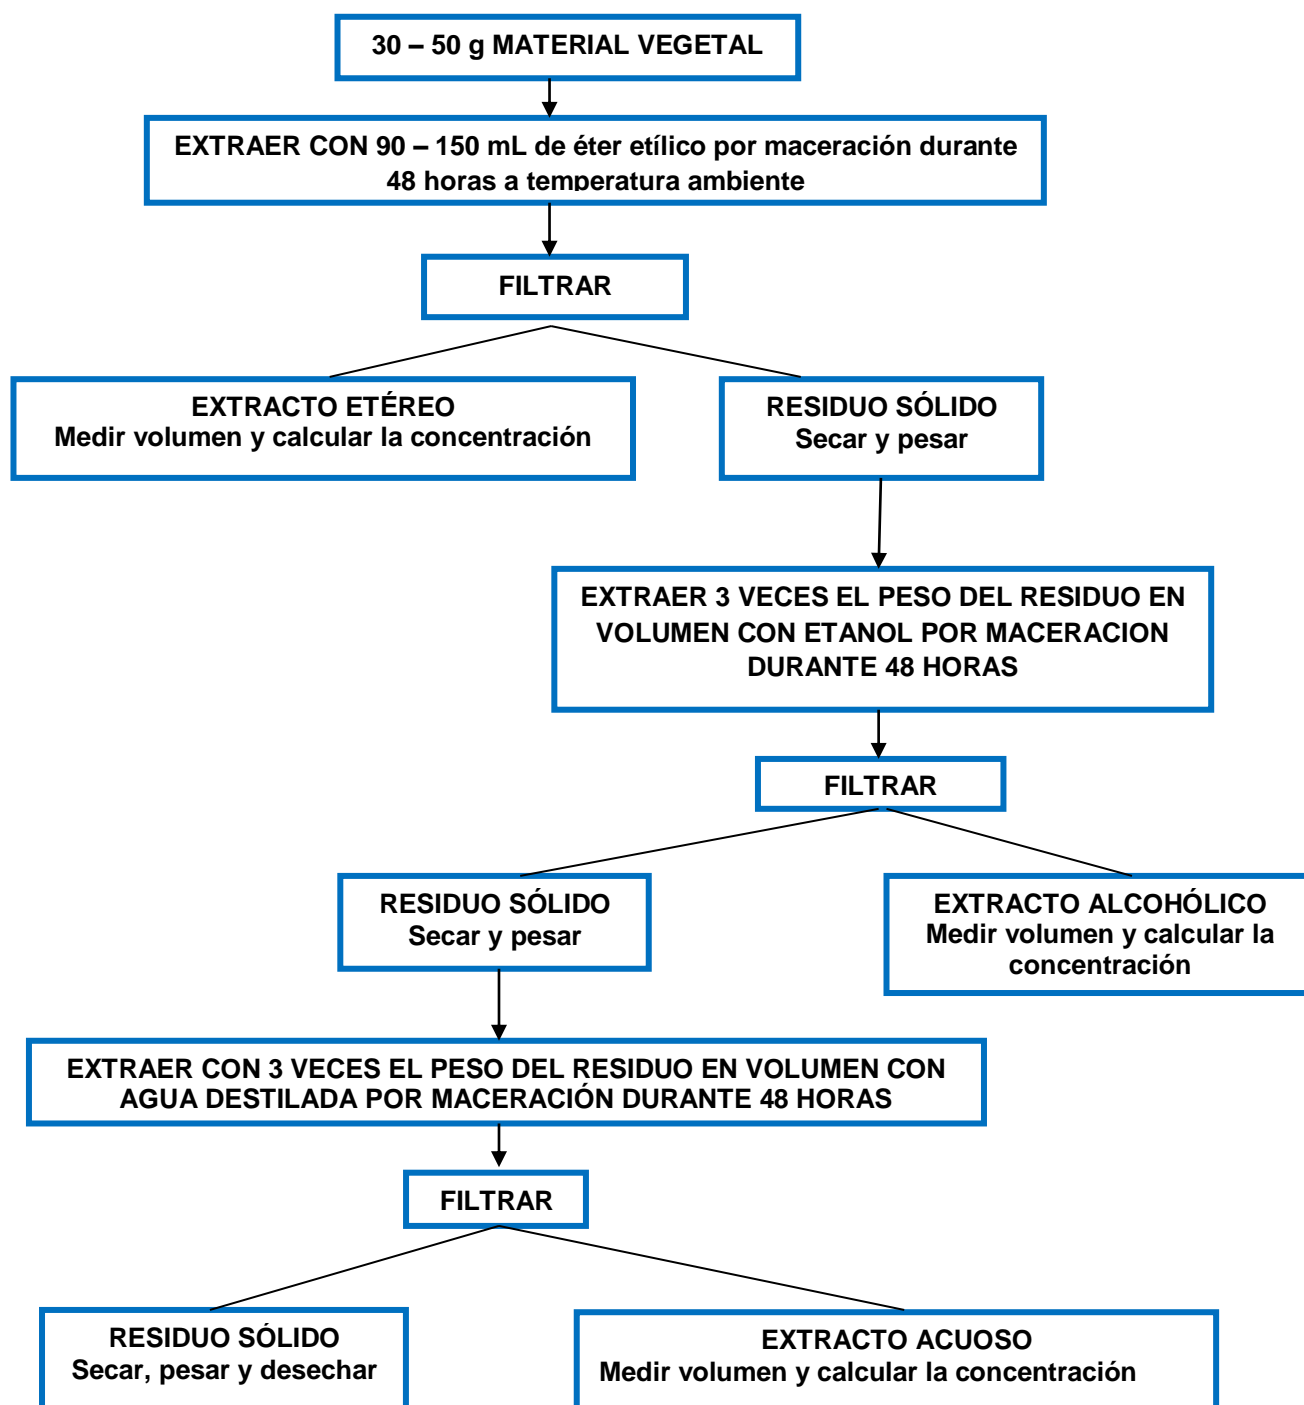 30 – 50 g MATERIAL VEGETAL
EXTRAER CON 90 – 150 mL de éter etílico por maceración durante
48 horas a temperatura ambiente
FILTRAR
EXTRACTO ETÉREO
Medir volumen y calcular la concentración
RESIDUO SÓLIDO
Secar y pesar
EXTRAER 3 VECES EL PESO DEL RESIDUO EN
VOLUMEN CON ETANOL POR MACERACION
DURANTE 48 HORAS
FILTRAR
RESIDUO SÓLIDO
Secar y pesar
EXTRACTO ALCOHÓLICO
Medir volumen y calcular la
concentración
EXTRAER CON 3 VECES EL PESO DEL RESIDUO EN VOLUMEN CON
AGUA DESTILADA POR MACERACIÓN DURANTE 48 HORAS
FILTRAR
RESIDUO SÓLIDO
Secar, pesar y desechar
EXTRACTO ACUOSO
Medir volumen y calcular la concentración